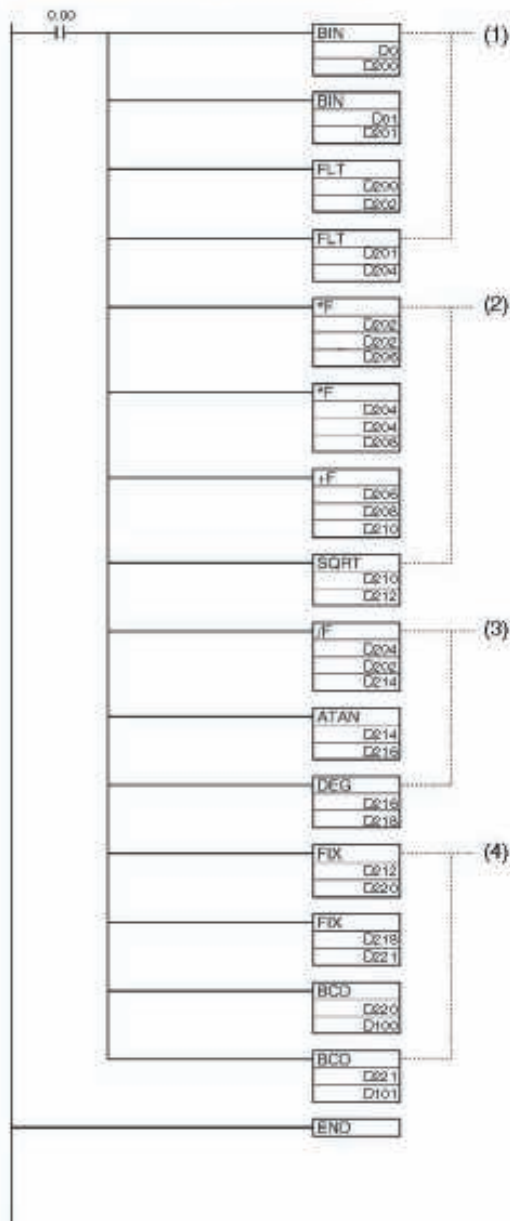 0.00
BIN (1)
D0
D200
BIN
D01
D201
FLT
D200
D202
FLT
D201
D204
*F (2)
D202
D202
D206
*F
D204
D204
D208
+F
D206
D208
D210
SQRT
D210
D212
/F (3)
D204
D202
D214
ATAN
D214
D216
DEG
D216
D218
FIX (4)
D212
D220
FIX
D218
D221
BCD
D220
D100
BCD
D221
D101
END